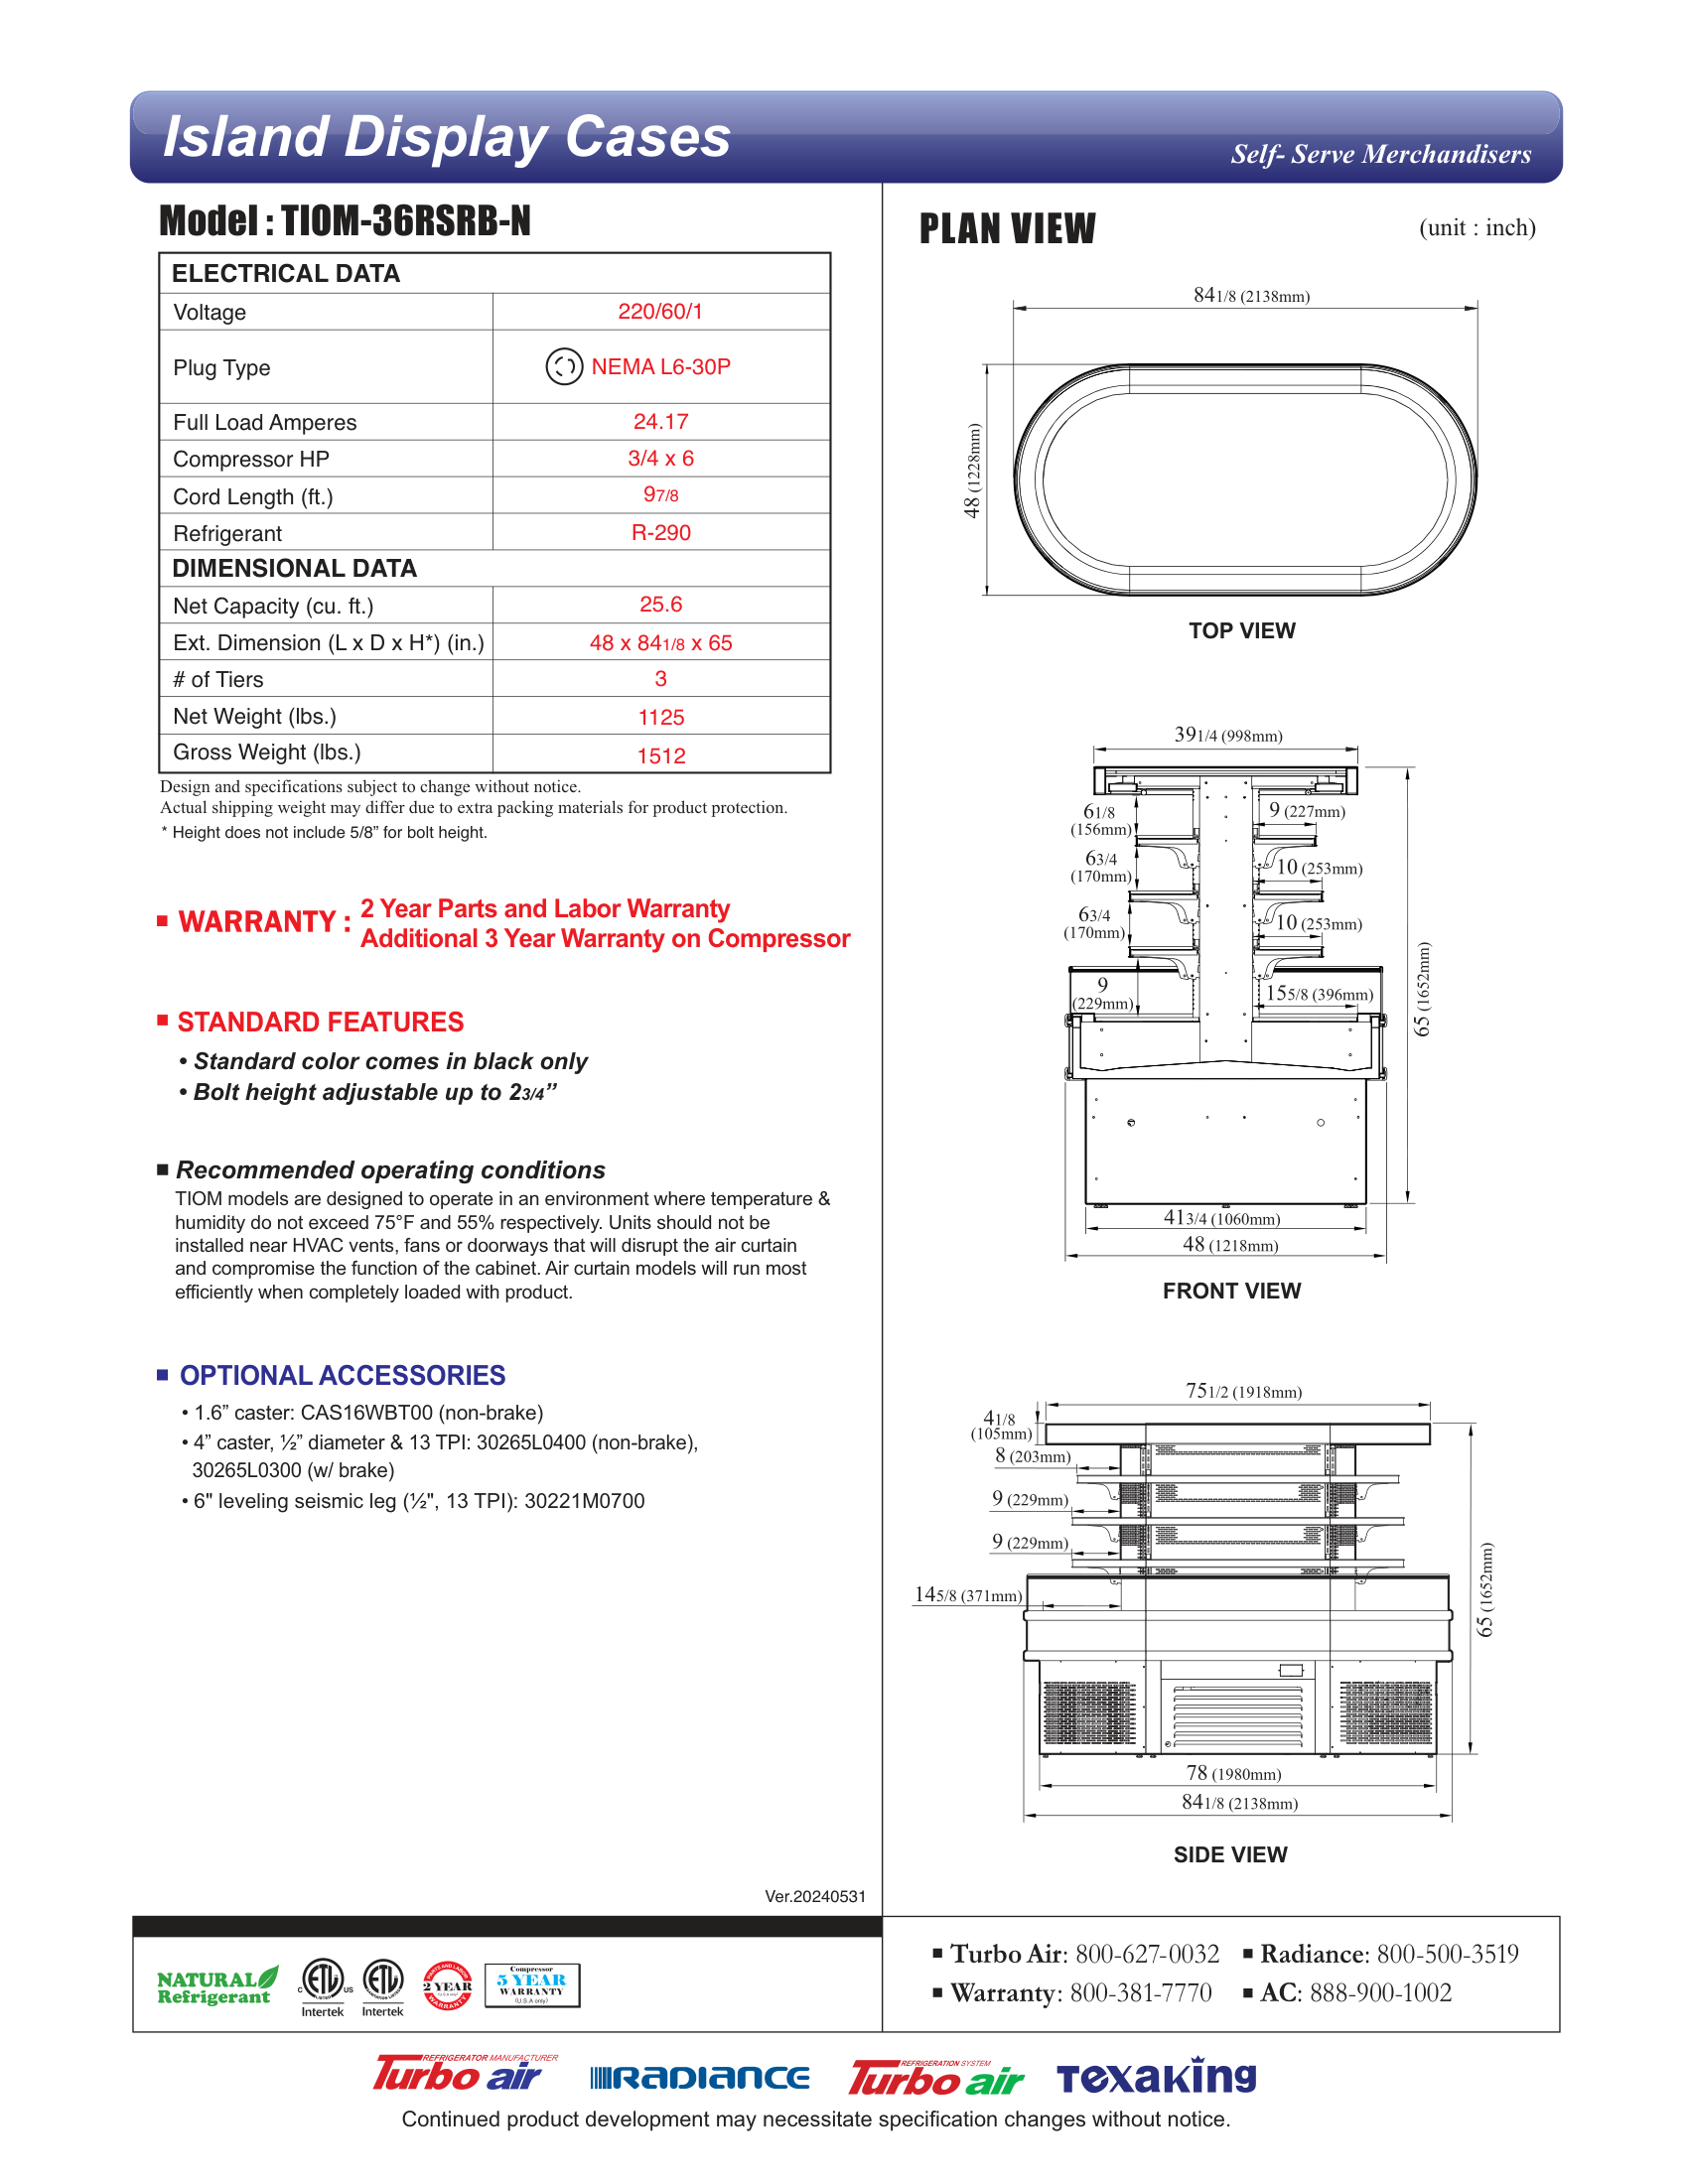 Island Display Cases
Self- Serve Merchandisers
Model : TIOM-36RSRB-N
ELECTRICAL DATA
Voltage 220/60/1
Plug Type NEMA L6-30P
Full Load Amperes 24.17
Compressor HP 3/4 x 6
Cord Length (ft.) 97/8
Refrigerant R-290
DIMENSIONAL DATA
Net Capacity (cu. ft.) 25.6
Ext. Dimension (L x D x H*) (in.) 48 x 841/8 x 65
# of Tiers 3
Net Weight (lbs.) 1125
Gross Weight (lbs.) 1512
Design and specifications subject to change without notice.
Actual shipping weight may differ due to extra packing materials for product protection.
* Height does not include 5/8” for bolt height.
■ WARRANTY : 2 Year Parts and Labor Warranty
Additional 3 Year Warranty on Compressor
■ STANDARD FEATURES
• Standard color comes in black only
• Bolt height adjustable up to 23/4”
■ Recommended operating conditions
TIOM models are designed to operate in an environment where temperature &
humidity do not exceed 75°F and 55% respectively. Units should not be
installed near HVAC vents, fans or doorways that will disrupt the air curtain
and compromise the function of the cabinet. Air curtain models will run most
efficiently when completely loaded with product.
■ OPTIONAL ACCESSORIES
• 1.6” caster: CAS16WBT00 (non-brake)
• 4” caster, ½” diameter & 13 TPI: 30265L0400 (non-brake),
30265L0300 (w/ brake)
• 6" leveling seismic leg (½", 13 TPI): 30221M0700
Ver.20240531
PLAN VIEW
(unit : inch)
841/8 (2138mm)
48 (1228mm)
TOP VIEW
391/4 (998mm)
61/8
(156mm)
9 (227mm)
63/4
(170mm)
10 (253mm)
63/4
(170mm)
10 (253mm)
9
(229mm)
155/8 (396mm)
65 (1652mm)
413/4 (1060mm)
48 (1218mm)
FRONT VIEW
751/2 (1918mm)
41/8
(105mm)
8 (203mm)
9 (229mm)
9 (229mm)
145/8 (371mm)
65 (1652mm)
78 (1980mm)
841/8 (2138mm)
SIDE VIEW
NATURAL
Refrigerant
C ETL US
LISTED
Intertek
ETL
Intertek
PARTS AND LABOR
2 YEAR
WARRANTY
Compressor
5 YEAR
WARRANTY
(U.S.A only)
■ Turbo Air: 800-627-0032 ■ Radiance: 800-500-3519
■ Warranty: 800-381-7770 ■ AC: 888-900-1002
REFRIGERATOR MANUFACTURER
Turbo air
RADIANCE
REFRIGERATION SYSTEM
Turbo air
Texaking
Continued product development may necessitate specification changes without notice.